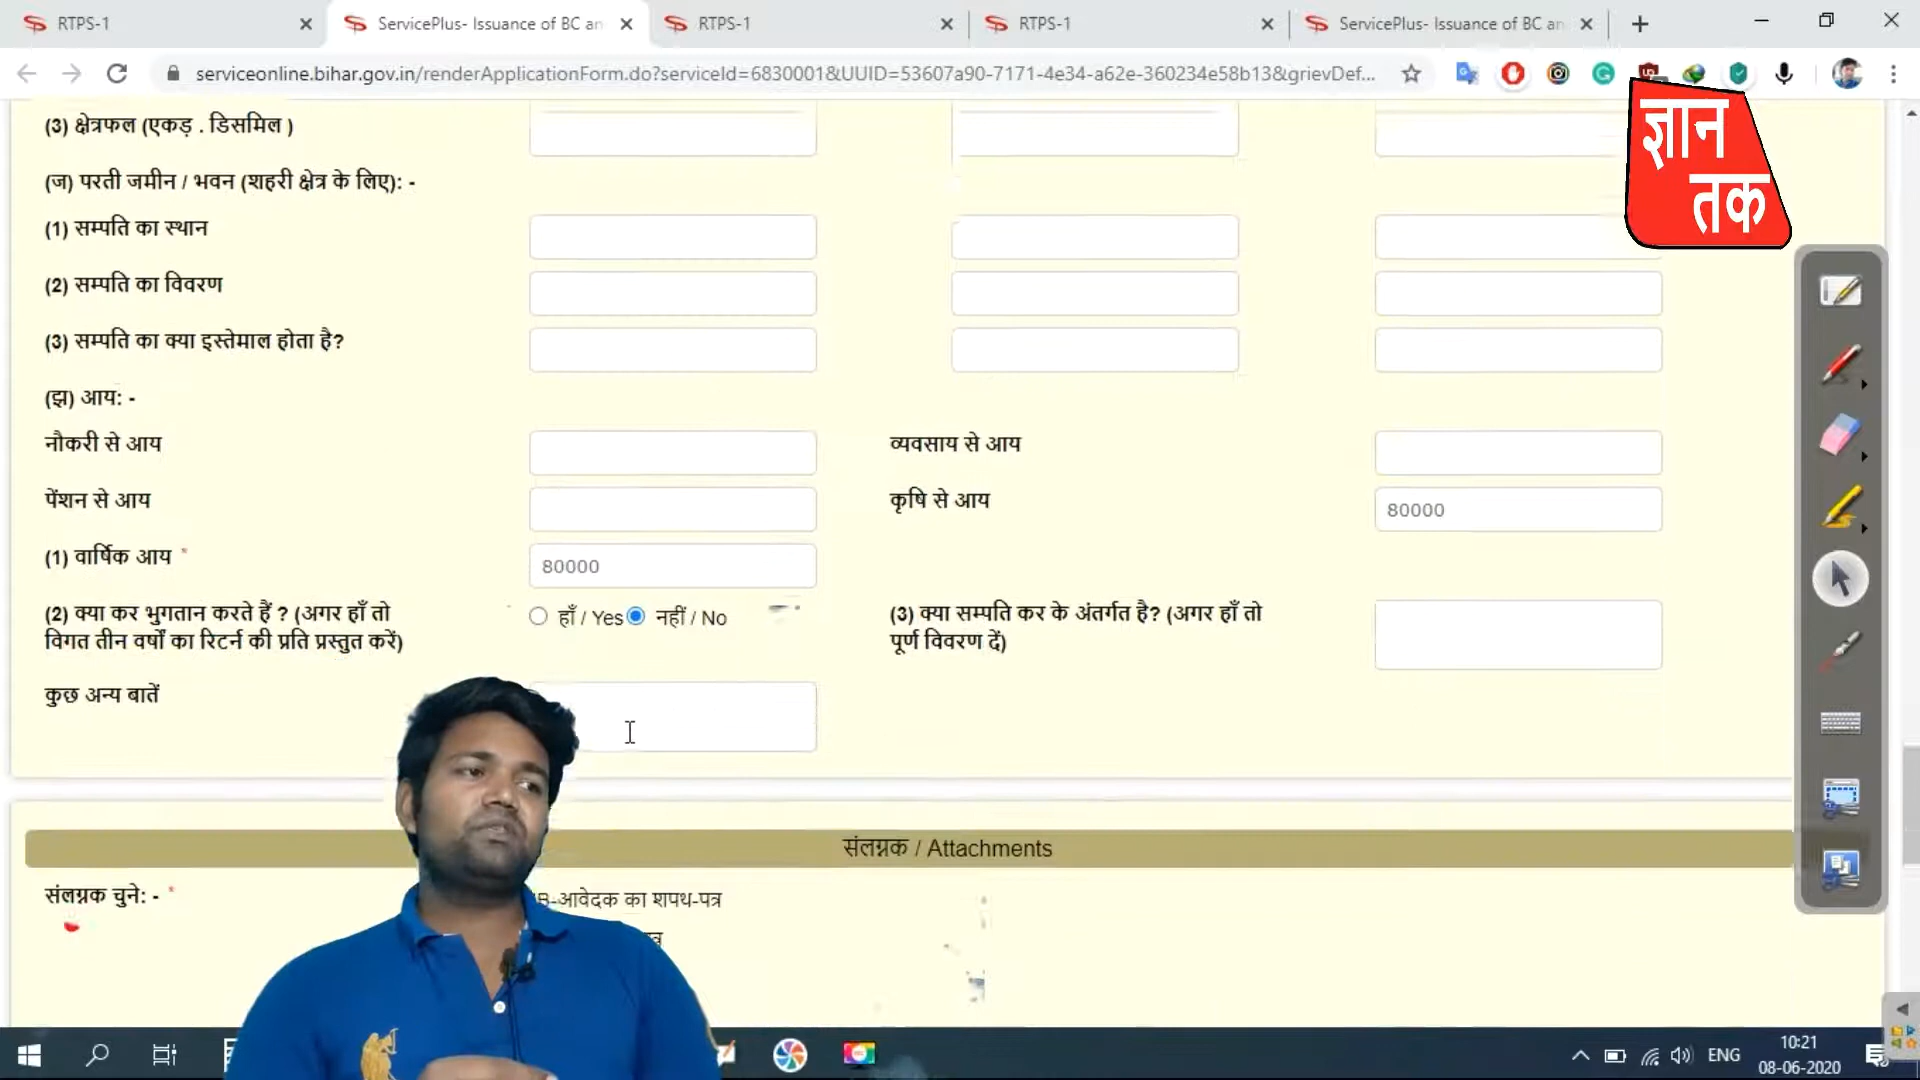 RTPS-1
ServicePlus- Issuance of BC an
RTPS-1
RTPS-1
ServicePlus- Issuance of BC an
serviceonline.bihar.gov.in/renderApplicationForm.do?serviceId=6830001&UUID=53607a90-7171-4e34-a62e-360234e58b13&grievDef...
ज्ञान
तक
(3) क्षेत्रफल (एकड़ . डिसमिल )
(ज) परती जमीन / भवन (शहरी क्षेत्र के लिए): -
(1) सम्पति का स्थान
(2) सम्पति का विवरण
(3) सम्पति का क्या इस्तेमाल होता है?
(झ) आय: -
नौकरी से आय
व्यवसाय से आय
पेंशन से आय
कृषि से आय
80000
(1) वार्षिक आय *
80000
(2) क्या कर भुगतान करते हैं ? (अगर हाँ तो
विगत तीन वर्षों का रिटर्न की प्रति प्रस्तुत करें)
हाँ / Yes नहीं / No
(3) क्या सम्पति कर के अंतर्गत है? (अगर हाँ तो
पूर्ण विवरण दें)
कुछ अन्य बातें
संलग्नक / Attachments
संलग्नक चुने: - *
-आवेदक का शपथ-पत्र
ENG
10:21
08-06-2020